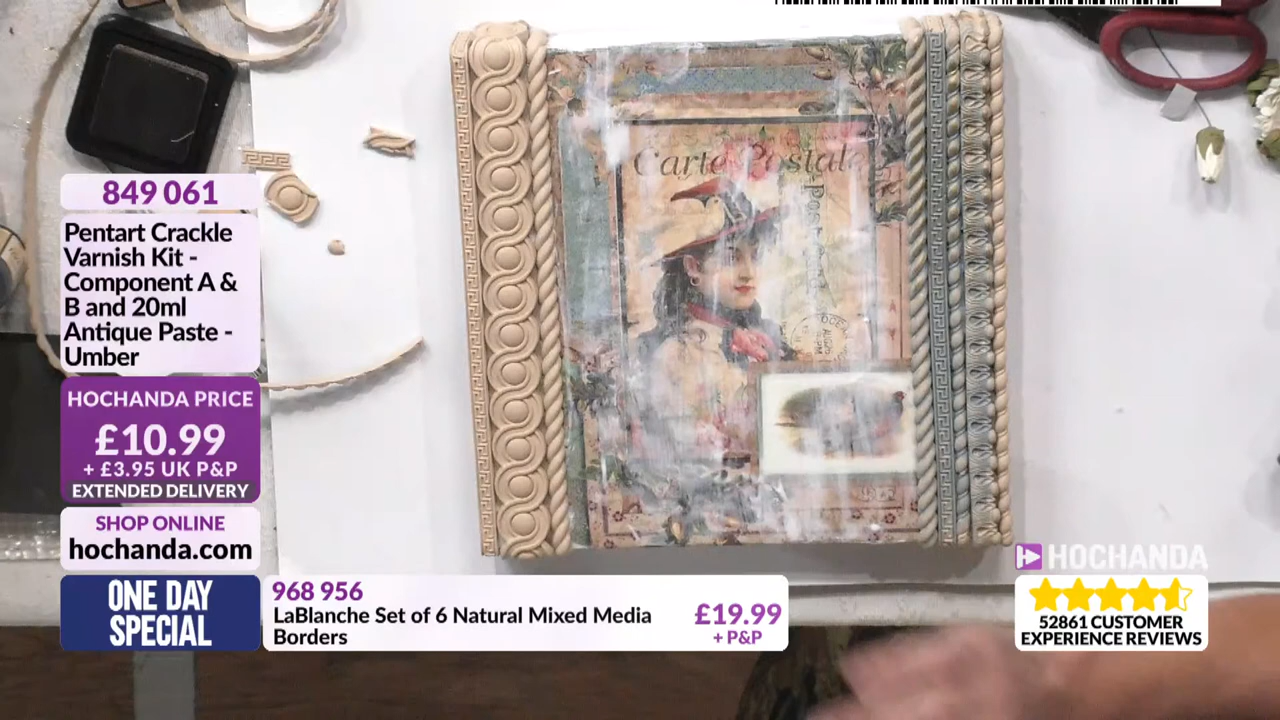 849 061
Pentart Crackle
Varnish Kit -
Component A &
B and 20ml
Antique Paste -
Umber
HOCHANDA PRICE
£10.99
+ £3.95 UK P&P
EXTENDED DELIVERY
SHOP ONLINE
hochanda.com
ONE DAY
SPECIAL
968 956
LaBlanche Set of 6 Natural Mixed Media
Borders
£19.99
+ P&P
Carte Postale
HOCHANDA
52861 CUSTOMER
EXPERIENCE REVIEWS